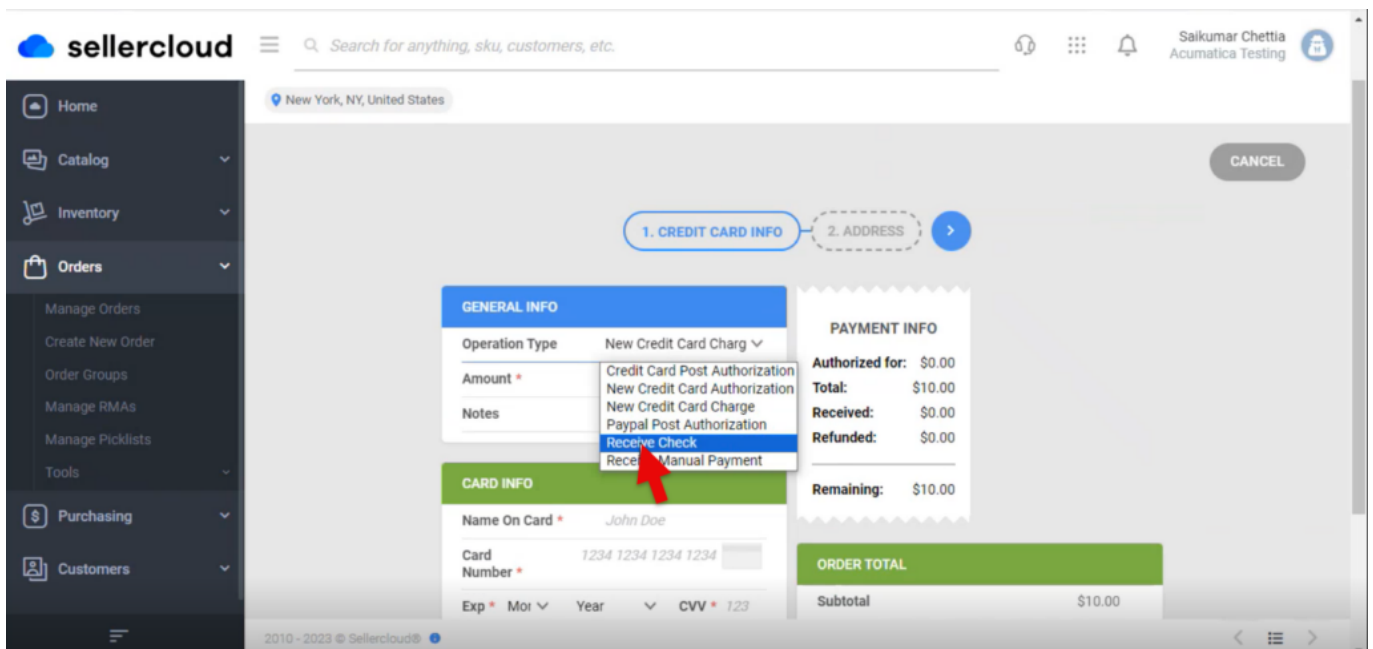 sellercloud
Search for anything, sku, customers, etc.
Saikumar Chettia
Acumatica Testing
Home
Catalog
Inventory
Orders
Manage Orders
Create New Order
Order Groups
Manage RMAs
Manage Picklists
Tools
Purchasing
Customers
New York, NY, United States
CANCEL
1. CREDIT CARD INFO
2. ADDRESS
GENERAL INFO
Operation Type New Credit Card Charg
Amount *
Notes
Credit Card Post Authorization
New Credit Card Authorization
New Credit Card Charge
Paypal Post Authorization
Receive Check
Receive Manual Payment
CARD INFO
Name On Card * John Doe
Card
Number * 1234 1234 1234 1234
Exp * Mor Year CVV * 123
PAYMENT INFO
Authorized for: $0.00
Total: $10.00
Received: $0.00
Refunded: $0.00
Remaining: $10.00
ORDER TOTAL
Subtotal $10.00
2010 - 2023 © Sellercloud®